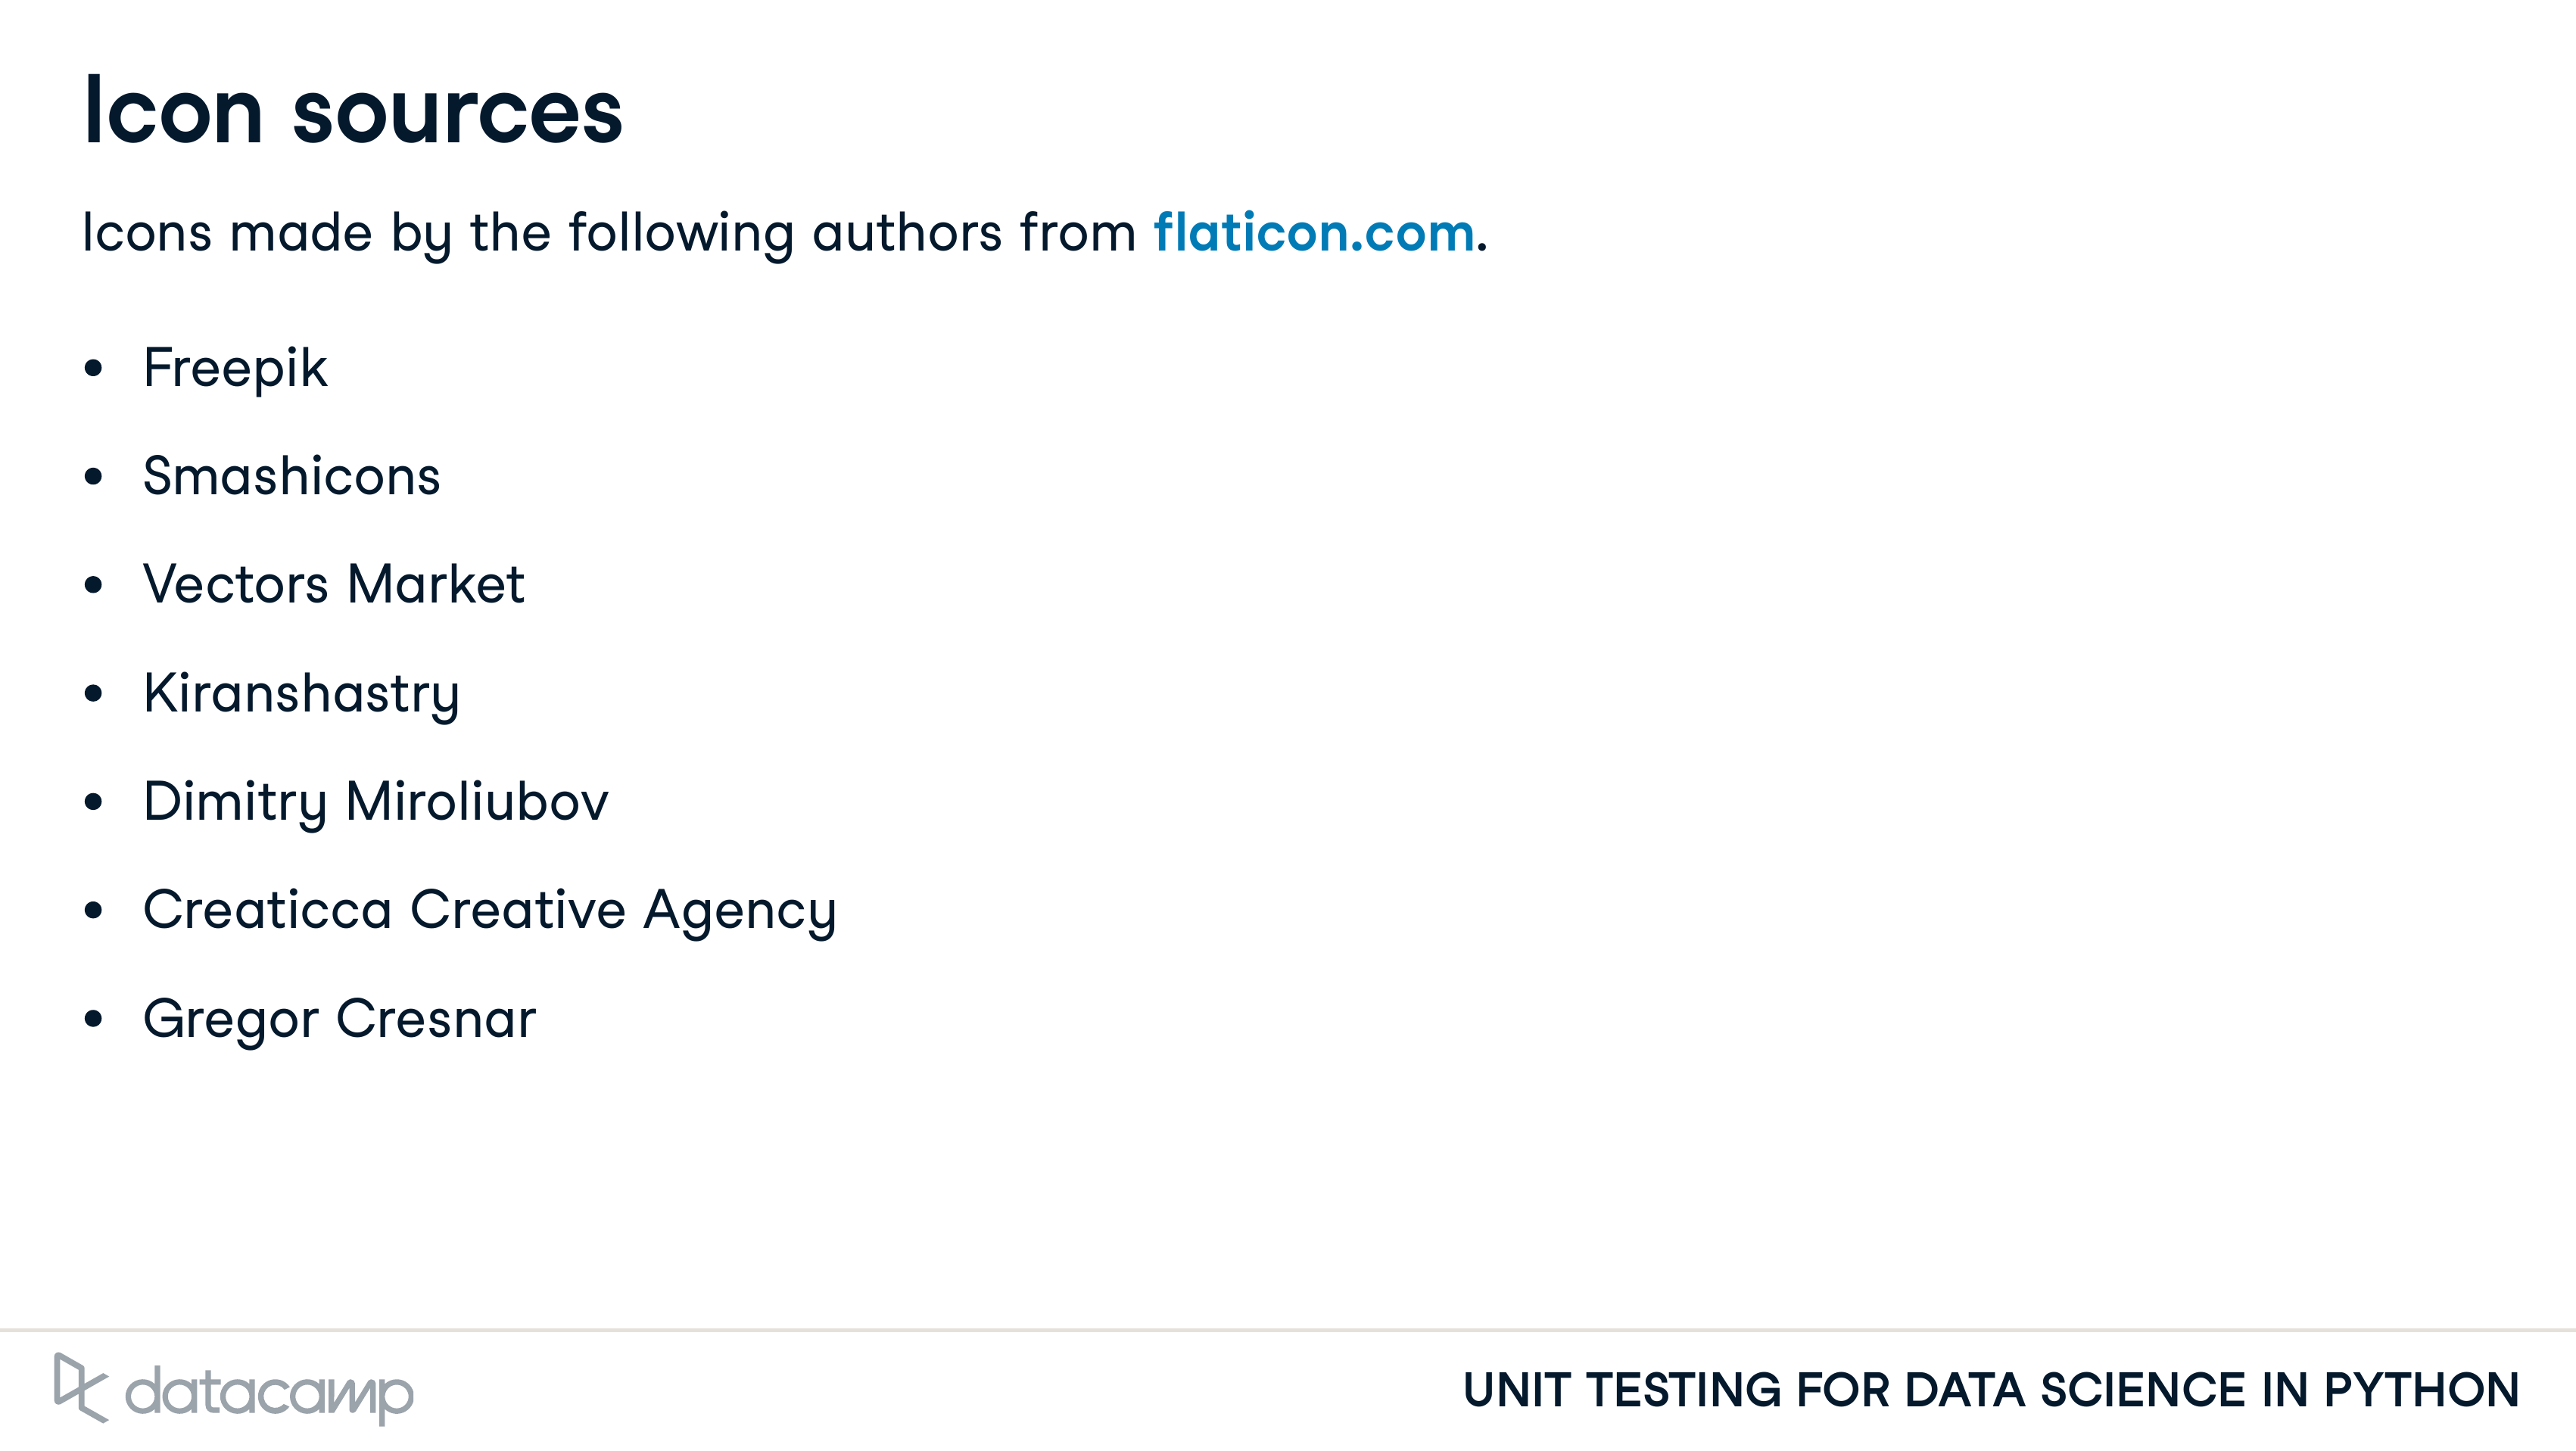 Icon sources
Icons made by the following authors from flaticon.com.
• Freepik
• Smashicons
• Vectors Market
• Kiranshastry
• Dimitry Miroliubov
• Creaticca Creative Agency
• Gregor Cresnar
datacamp
UNIT TESTING FOR DATA SCIENCE IN PYTHON